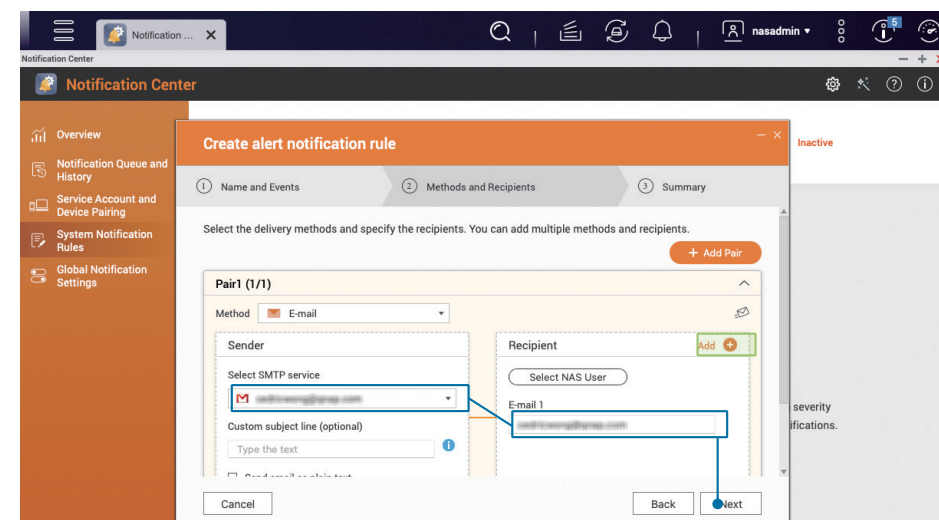 Notification ...
nasadmin
5
Notification Center
Notification Center
Overview
Notification Queue and
History
Service Account and
Device Pairing
System Notification
Rules
Global Notification
Settings
Inactive
Create alert notification rule
1 Name and Events
2 Methods and Recipients
3 Summary
Select the delivery methods and specify the recipients. You can add multiple methods and recipients.
+ Add Pair
Pair1 (1/1)
Method E-mail
Sender
Select SMTP service
Custom subject line (optional)
Type the text
Recipient
Add
Select NAS User
E-mail 1
severity
ifications.
Cancel
Back
Next